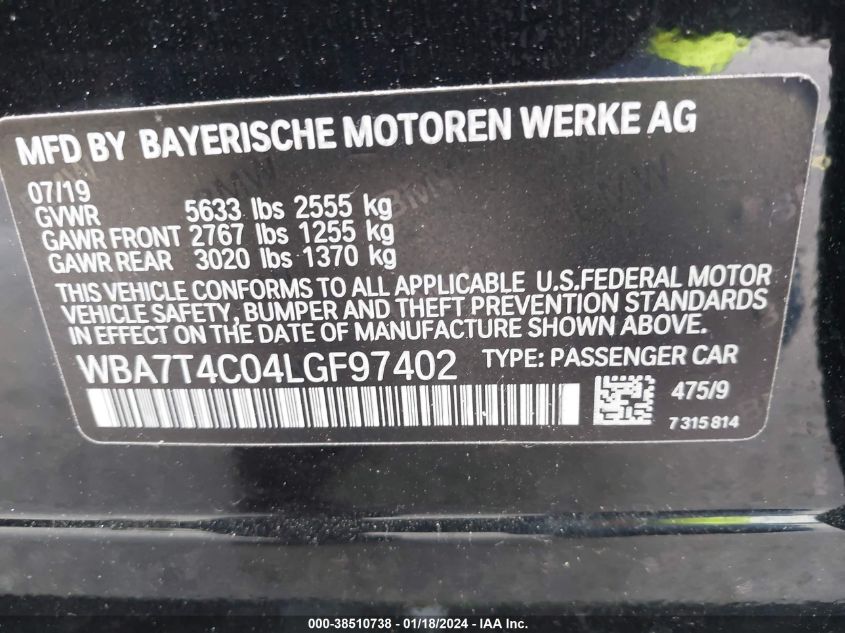 MFD BY BAYERISCHE MOTOREN WERKE AG
07/19
GVWR 5633 lbs 2555 kg
GAWR FRONT 2767 lbs 1255 kg
GAWR REAR 3020 lbs 1370 kg
THIS VEHICLE CONFORMS TO ALL APPLICABLE U.S.FEDERAL MOTOR
VEHICLE SAFETY, BUMPER AND THEFT PREVENTION STANDARDS
IN EFFECT ON THE DATE OF MANUFACTURE SHOWN ABOVE.
WBA7T4C04LGF97402 TYPE: PASSENGER CAR
475/9
7315814
000-38510738 - 01/18/2024 - IAA Inc.